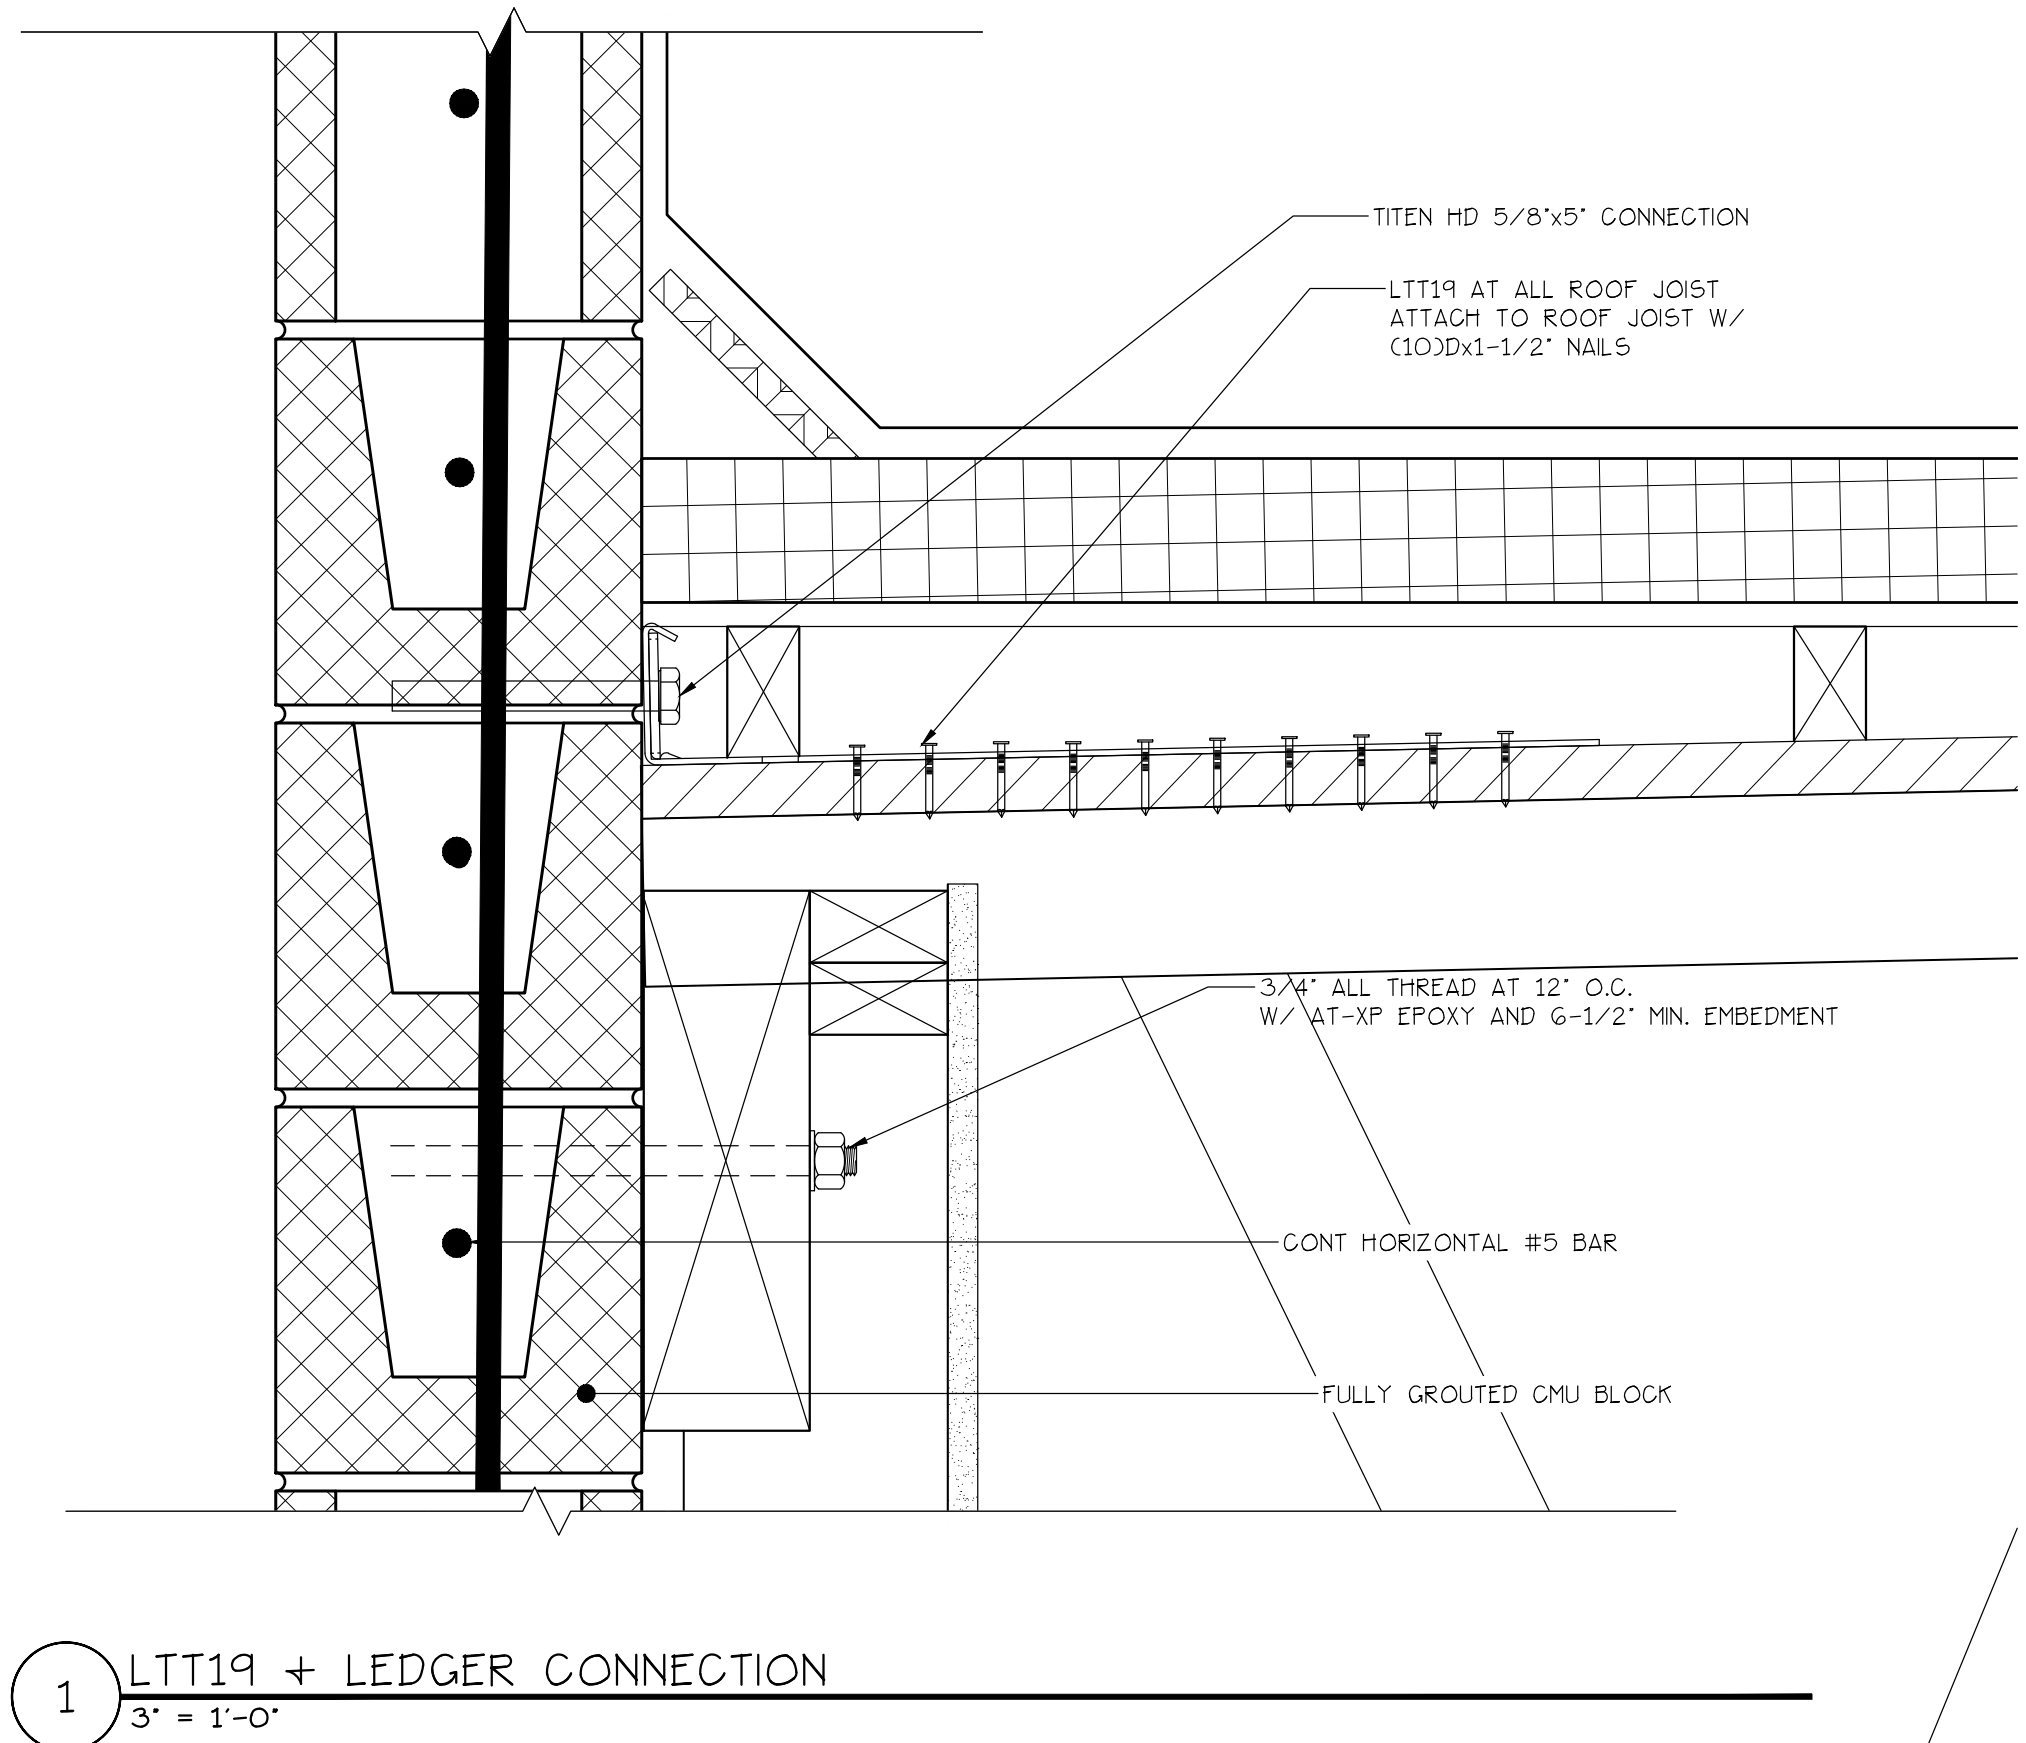 TITEN HD 5/8"x5" CONNECTION
LTT19 AT ALL ROOF JOIST
ATTACH TO ROOF JOIST W/
(10)Dx1-1/2" NAILS
3/4" ALL THREAD AT 12" O.C.
W/ AT-XP EPOXY AND 6-1/2" MIN. EMBEDMENT
CONT HORIZONTAL #5 BAR
FULLY GROUTED CMU BLOCK
1
LTT19 + LEDGER CONNECTION
3" = 1'-0"